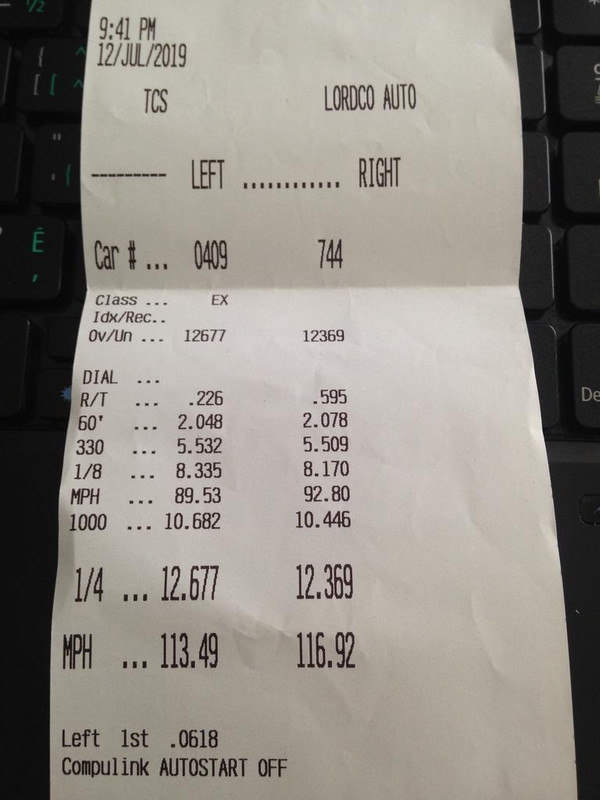 9:41 PM
12/JUL/2019
TCS LORDCO AUTO
--------- LEFT ............ RIGHT
Car # ... 0409 744
Class ... EX
Idx/Rec..
Ov/Un ... 12677 12369
DIAL ...
R/T ... .226 .595
60' ... 2.048 2.078
330 ... 5.532 5.509
1/8 ... 8.335 8.170
MPH ... 89.53 92.80
1000 ... 10.682 10.446
1/4 ... 12.677 12.369
MPH ... 113.49 116.92
Left 1st .0618
Compulink AUTOSTART OFF
½
É
,
De